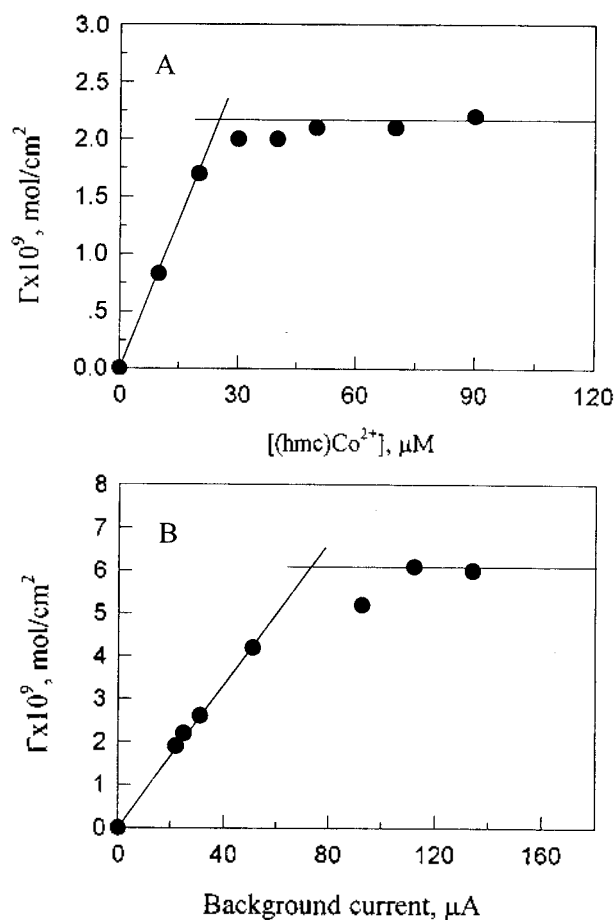 3.0
A
2.5
2.0
1.5
1.0
.5
0.0
Γx10⁹, mol/cm²
0 30 60 90 120
[(hmc)Co²⁺], µM
8
B
7
6
5
4
3
2
1
0
Γx10⁹, mol/cm²
0 40 80 120 160
Background current, µA